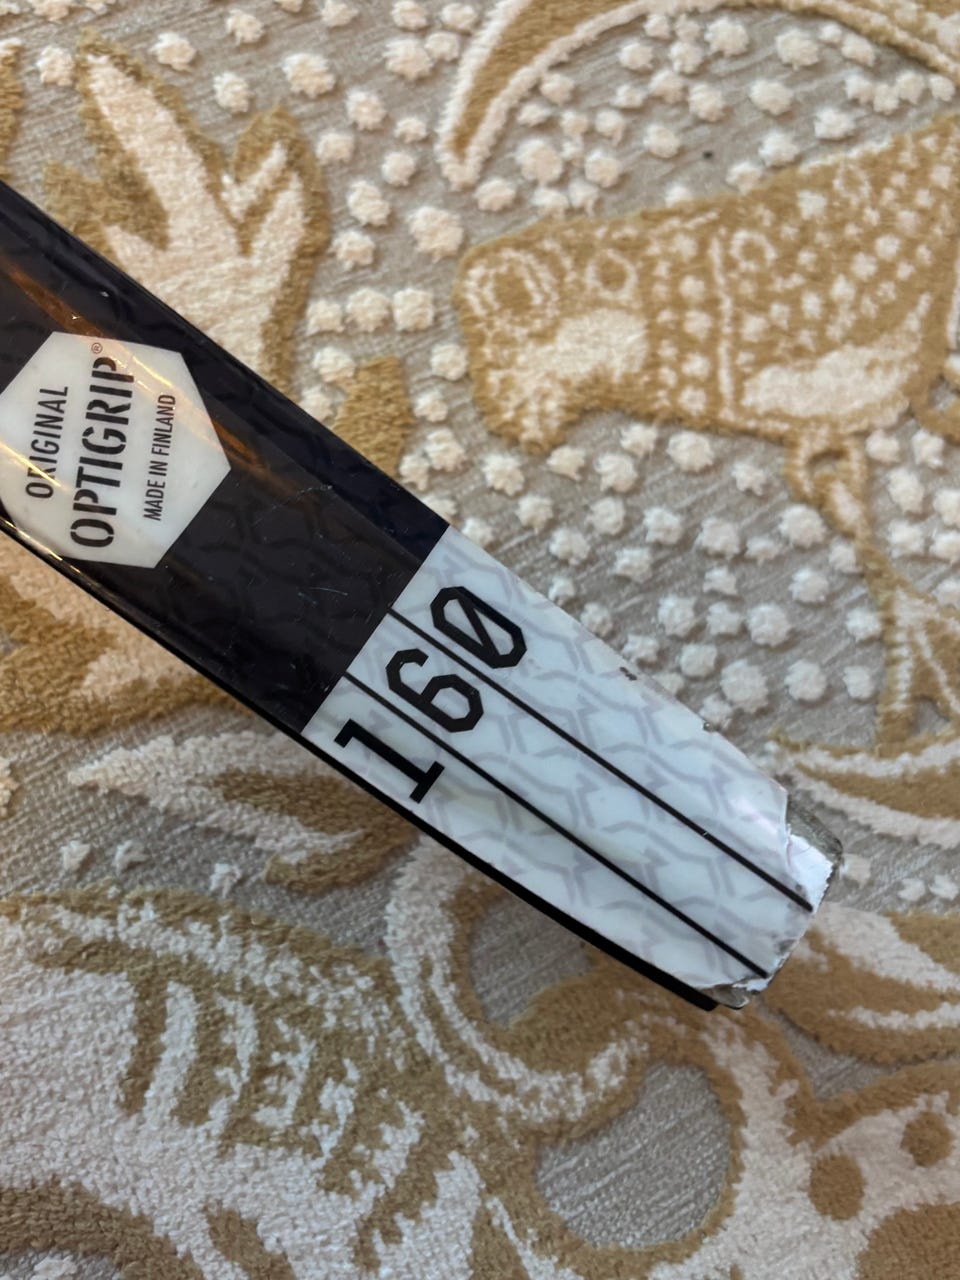 ORIGINAL
OPTIGRIP®
MADE IN FINLAND
160